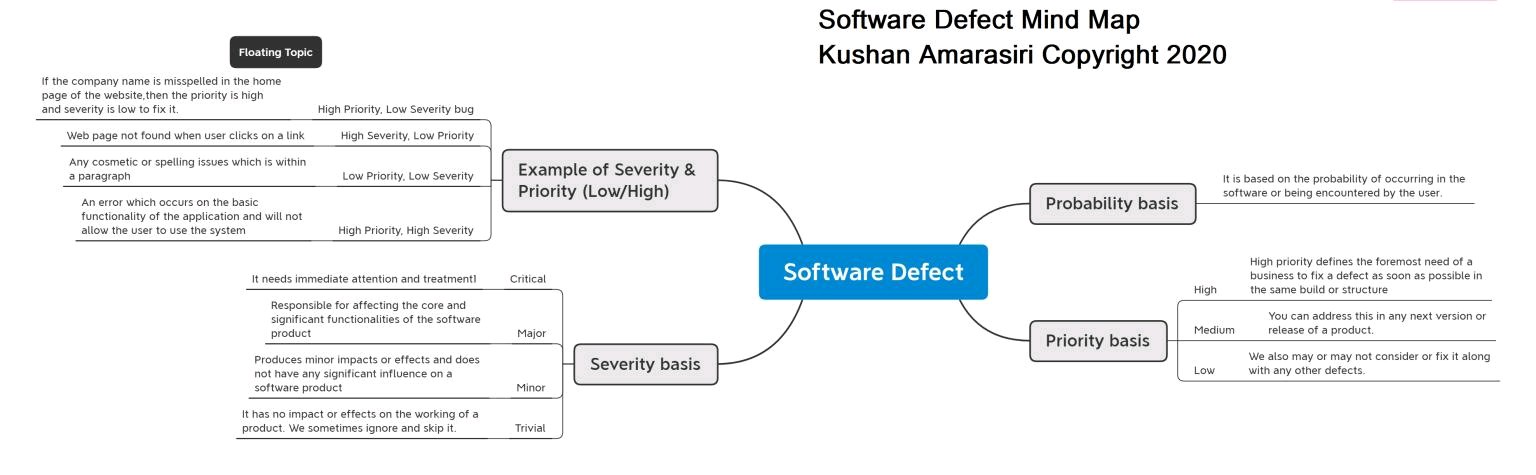 Software Defect Mind Map
Kushan Amarasiri Copyright 2020
Floating Topic
If the company name is misspelled in the home
page of the website,then the priority is high
and severity is low to fix it.
High Priority, Low Severity bug
Web page not found when user clicks on a link
High Severity, Low Priority
Any cosmetic or spelling issues which is within
a paragraph
Low Priority, Low Severity
An error which occurs on the basic
functionality of the application and will not
allow the user to use the system
High Priority, High Severity
Example of Severity &
Priority (Low/High)
It needs immediate attention and treatment1
Critical
Responsible for affecting the core and
significant functionalities of the software
product
Major
Produces minor impacts or effects and does
not have any significant influence on a
software product
Minor
It has no impact or effects on the working of a
product. We sometimes ignore and skip it.
Trivial
Severity basis
Software Defect
Probability basis
It is based on the probability of occurring in the
software or being encountered by the user.
Priority basis
High
High priority defines the foremost need of a
business to fix a defect as soon as possible in
the same build or structure
Medium
You can address this in any next version or
release of a product.
Low
We also may or may not consider or fix it along
with any other defects.